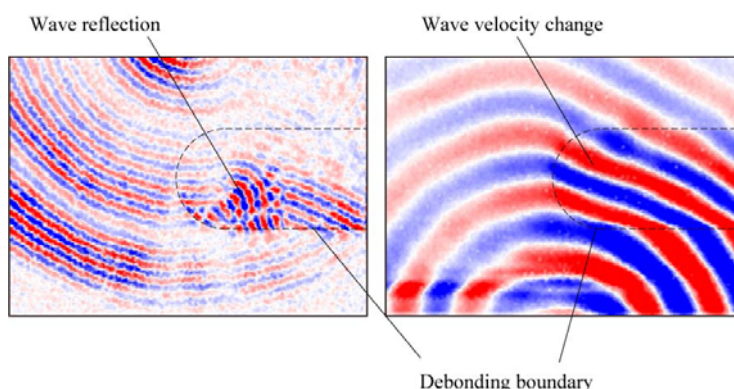 Wave reflection
Wave velocity change
Debonding boundary